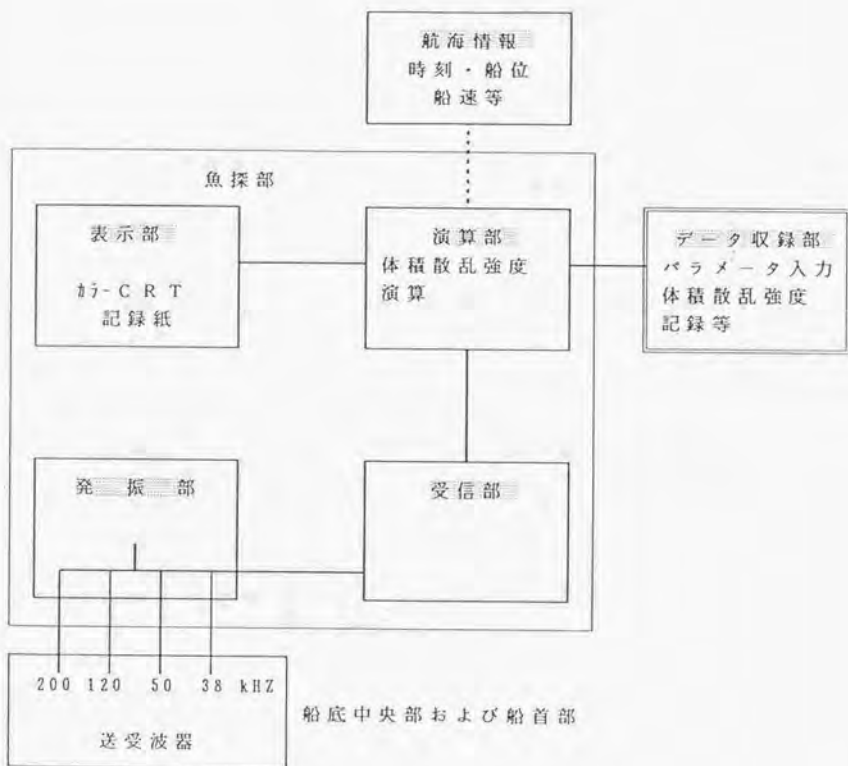 航海情報
時刻・船位
船速等
魚探部
表示部
カラーCRT
記録紙
演算部
体積散乱強度
演算
データ収録部
パラメータ入力
体積散乱強度
記録等
発振部
受信部
200 120 50 38 kHZ
送受波器
船底中央部および船首部